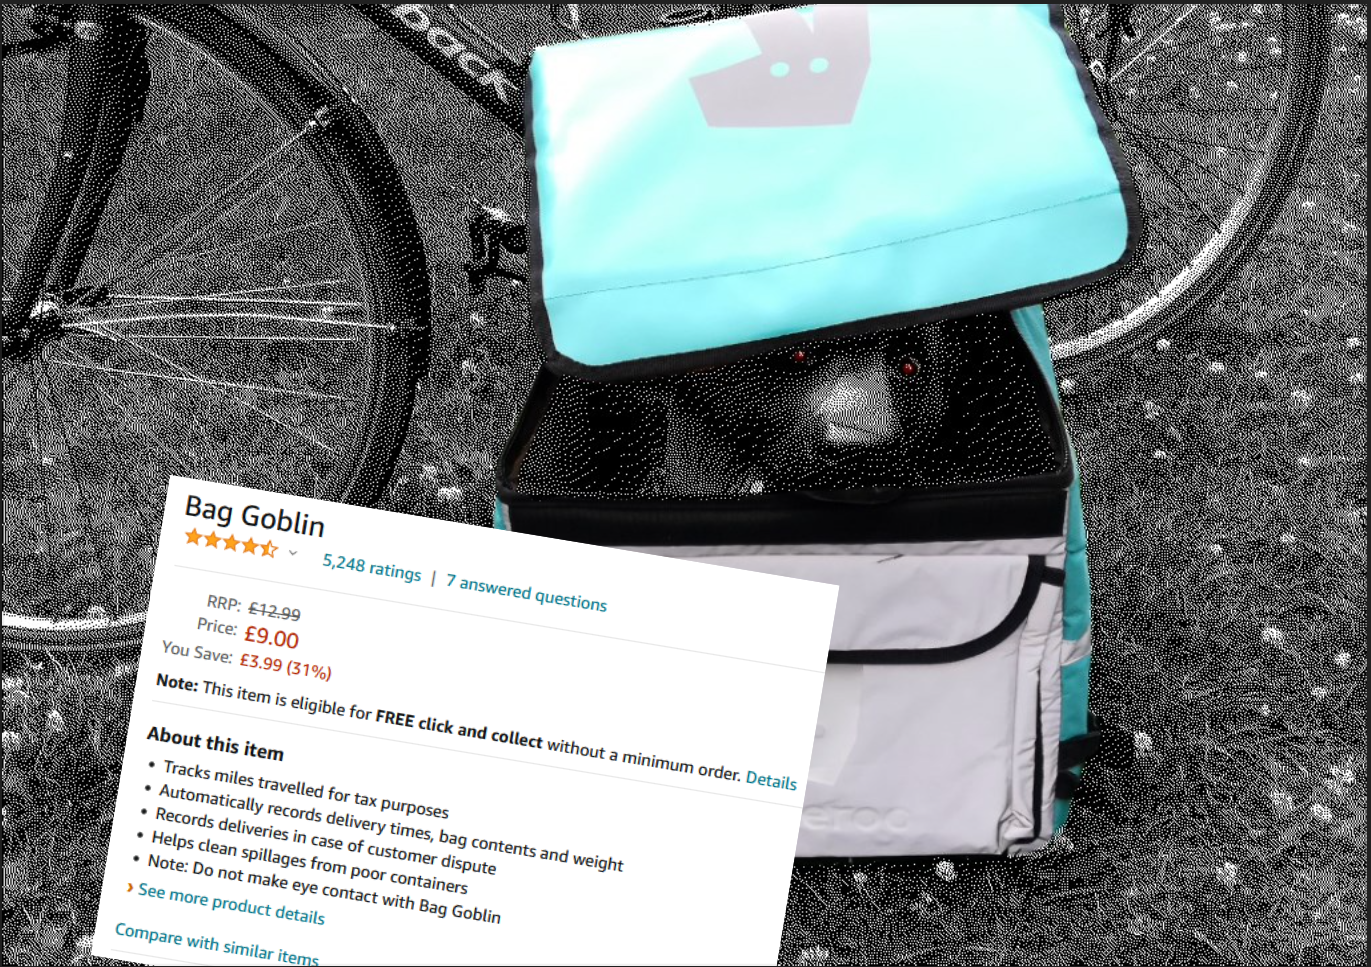 back
Bag Goblin
5,248 ratings | 7 answered questions
RRP: £12.99
Price: £9.00
You Save: £3.99 (31%)
Note: This item is eligible for FREE click and collect without a minimum order. Details
About this item
• Tracks miles travelled for tax purposes
• Automatically records delivery times, bag contents and weight
• Records deliveries in case of customer dispute
• Helps clean spillages from poor containers
• Note: Do not make eye contact with Bag Goblin
› See more product details
Compare with similar items
eroo